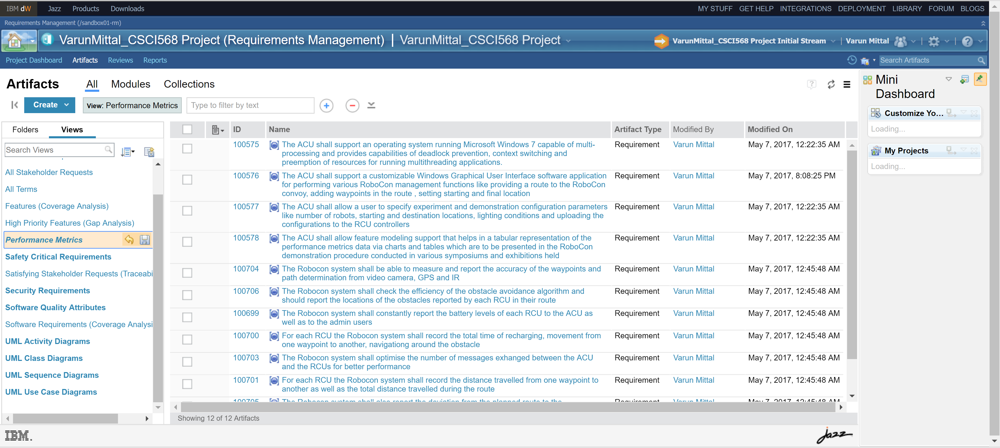 IBM dW Jazz Products Downloads MY STUFF GET HELP INTEGRATIONS DEPLOYMENT LIBRARY FORUM BLOGS
Requirements Management (/sandbox01-rm)
VarunMittal_CSCI568 Project (Requirements Management) | VarunMittal_CSCI568 Project VarunMittal_CSCI568 Project Initial Stream | Varun Mittal | |
Project Dashboard Artifacts Reviews Reports Search Artifacts
Artifacts All Modules Collections
Create View: Performance Metrics Type to filter by text
Folders Views
Search Views
All Stakeholder Requests
All Terms
Features (Coverage Analysis)
High Priority Features (Gap Analysis)
Performance Metrics
Safety Critical Requirements
Satisfying Stakeholder Requests (Traceabi
Security Requirements
Software Quality Attributes
Software Requirements (Coverage Analysi
UML Activity Diagrams
UML Class Diagrams
UML Sequence Diagrams
UML Use Case Diagrams
ID Name Artifact Type Modified By Modified On
100575 The ACU shall support an operating system running Microsoft Windows 7 capable of multi- Requirement Varun Mittal May 7, 2017, 12:22:35 AM
processing and provides capabilities of deadlock prevention, context switching and
preemption of resources for running multithreading applications.
100576 The ACU shall support a customizable Windows Graphical User Interface software application Requirement Varun Mittal May 7, 2017, 8:08:25 PM
for performing various RoboCon management functions like providing a route to the RoboCon
convoy, adding waypoints in the route , setting starting and final location
100577 The ACU shall allow a user to specify experiment and demonstration configuration parameters Requirement Varun Mittal May 7, 2017, 12:22:35 AM
like number of robots, starting and destination locations, lighting conditions and uploading the
configurations to the RCU controllers
100578 The ACU shall allow feature modeling support that helps in a tabular representation of the Requirement Varun Mittal May 7, 2017, 12:22:35 AM
performance metrics data via charts and tables which are to be presented in the RoboCon
demonstration procedure conducted in various symposiums and exhibitions held
100704 The Robocon system shall be able to measure and report the accuracy of the waypoints and Requirement Varun Mittal May 7, 2017, 12:45:48 AM
path determination from video camera, GPS and IR
100706 The Robocon system shall check the efficiency of the obstacle avoidance algorithm and Requirement Varun Mittal May 7, 2017, 12:45:48 AM
should report the locations of the obstacles reported by each RCU in their route
100699 The Robocon system shall constantly report the battery levels of each RCU to the ACU as Requirement Varun Mittal May 7, 2017, 12:45:48 AM
well as to the admin users
100700 For each RCU the Robocon system shall record the total time of recharging, movement from Requirement Varun Mittal May 7, 2017, 12:45:48 AM
one waypoint to another, navigationg around the obstacle
100703 The Robocon system shall optimise the number of messages exhanged between the ACU Requirement Varun Mittal May 7, 2017, 12:45:48 AM
and the RCUs for better performance
100701 For each RCU the Robocon system shall record the distance travelled from one waypoint to Requirement Varun Mittal May 7, 2017, 12:45:48 AM
another as well as the total distance travelled during the route
100705 The Robocon system shall also report the deviation from the planned route to the Requirement Varun Mittal May 7, 2017, 12:45:48 AM
Showing 12 of 12 Artifacts
Mini
Dashboard
Customize Yo...
Loading...
My Projects
Loading...
IBM. jazz